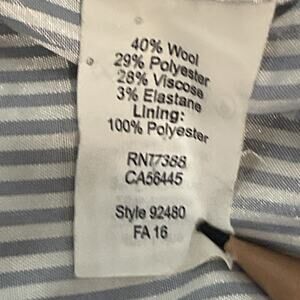 40% Wool
29% Polyester
28% Viscose
3% Elastane
Lining:
100% Polyester
RN77388
CA56445
Style 92480
FA 16